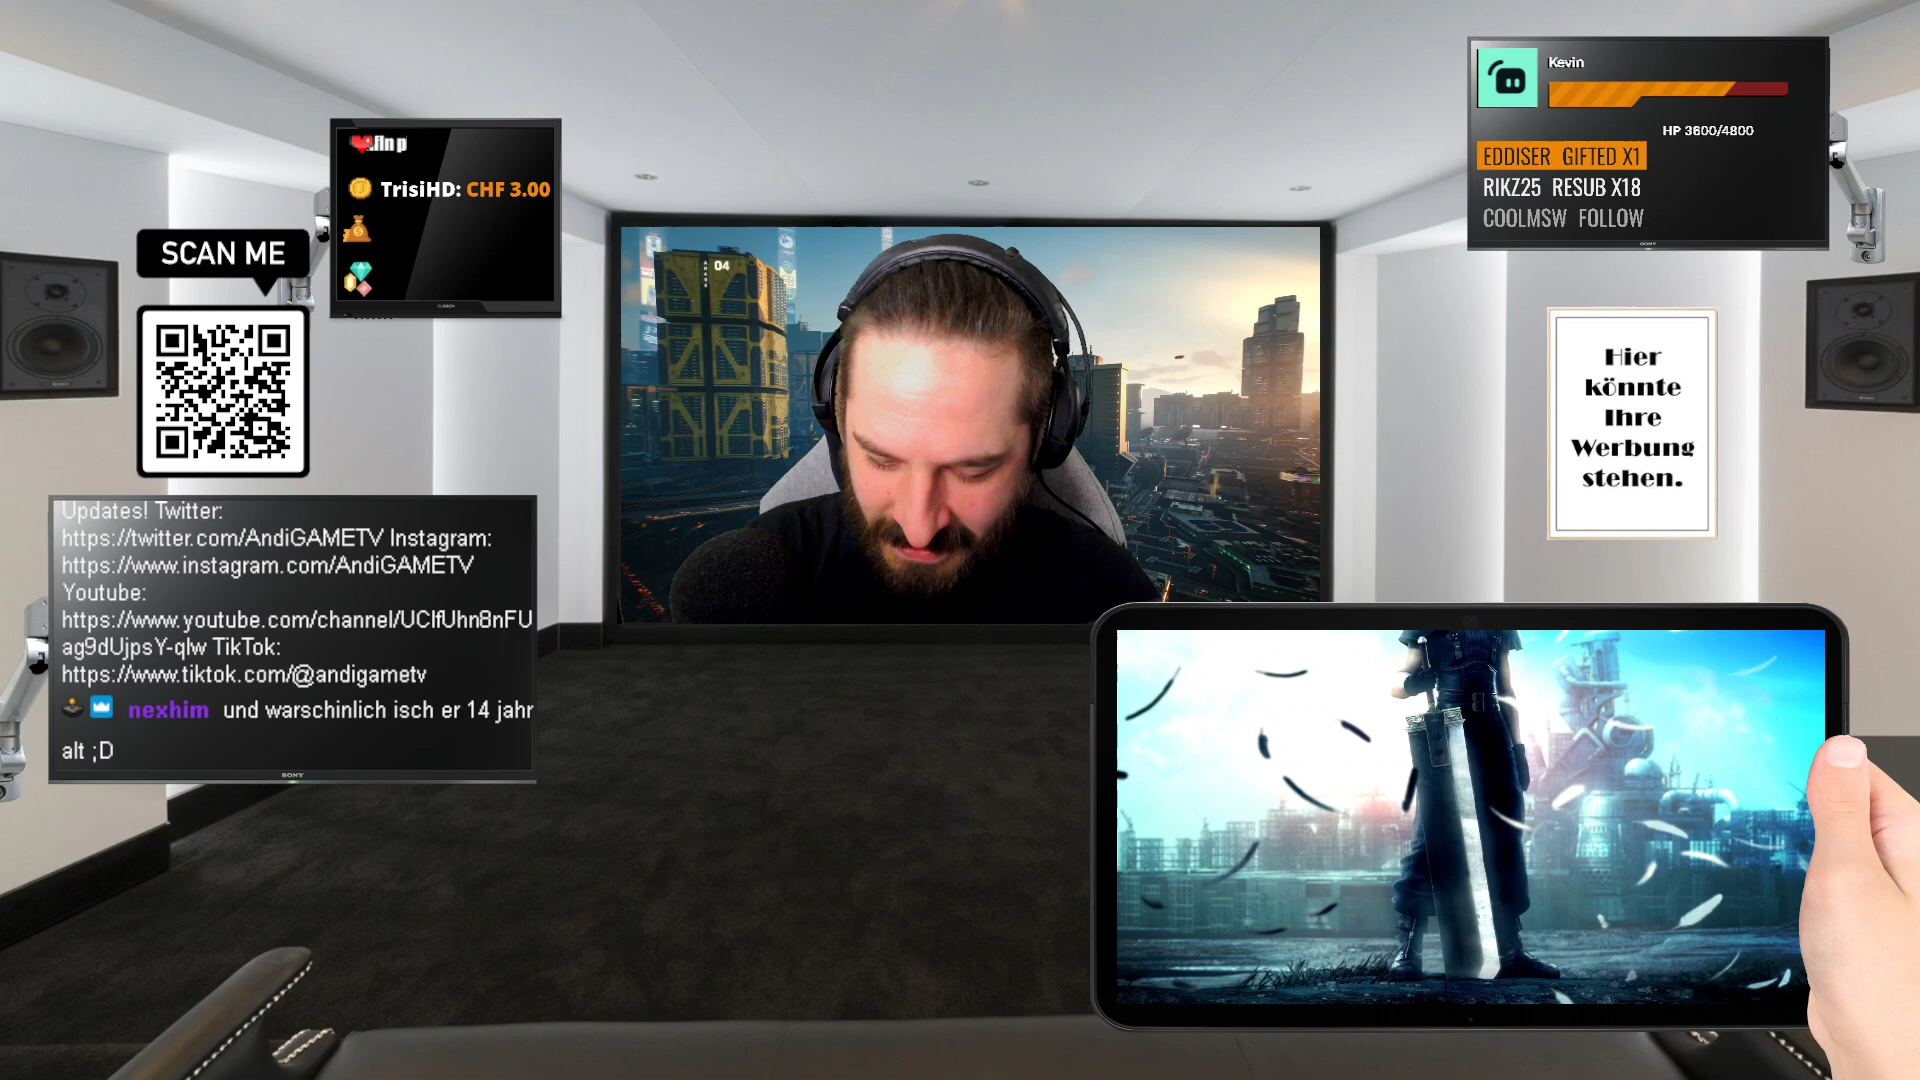 SCAN ME
TrisiHD: CHF 3.00
Updates! Twitter:
https://twitter.com/AndiGAMETV Instagram:
https://www.instagram.com/AndiGAMETV
Youtube:
https://www.youtube.com/channel/UClfUhn8nFU
ag9dUjpsY-qlw TikTok:
https://www.tiktok.com/@andigametv
nexhim und warschinlich isch er 14 jahr
alt ;D
SONY
04
Kevin
HP 3600/4800
EDDISER GIFTED X1
RIKZ25 RESUB X18
COOLMSW FOLLOW
SONY
Hier
könnte
Ihre
Werbung
stehen.